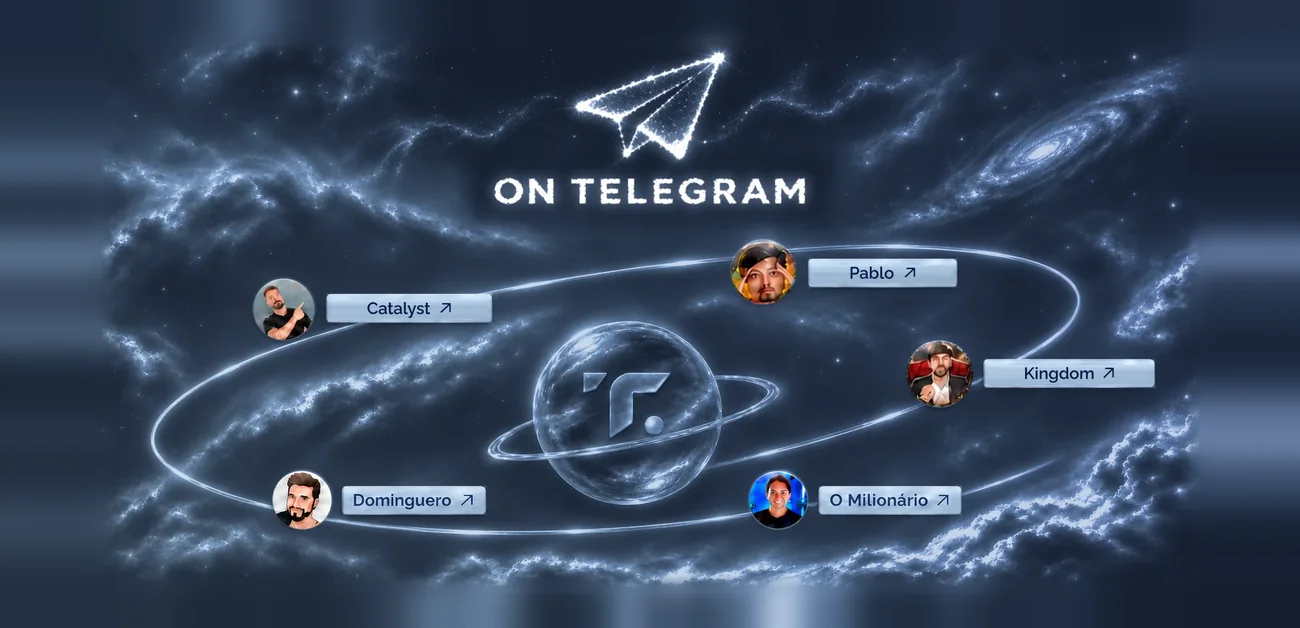 ON TELEGRAM
Pablo
Catalyst
Kingdom
Dominguero
O Milionário